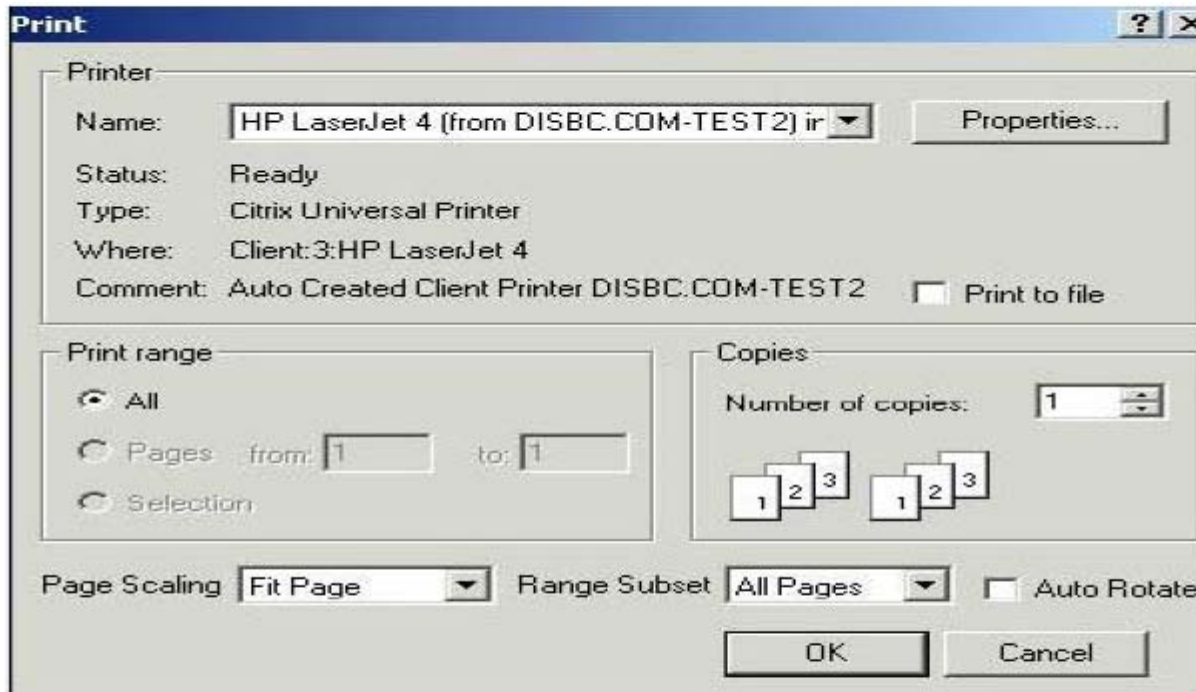 Print
Printer
Name: HP LaserJet 4 (from DISBC.COM-TEST2) in Properties...
Status: Ready
Type: Citrix Universal Printer
Where: Client:3:HP LaserJet 4
Comment: Auto Created Client Printer DISBC.COM-TEST2 Print to file
Print range
All
Pages from: 1 to: 1
Selection
Copies
Number of copies: 1
1 2 3 1 2 3
Page Scaling Fit Page Range Subset All Pages Auto Rotate
OK Cancel